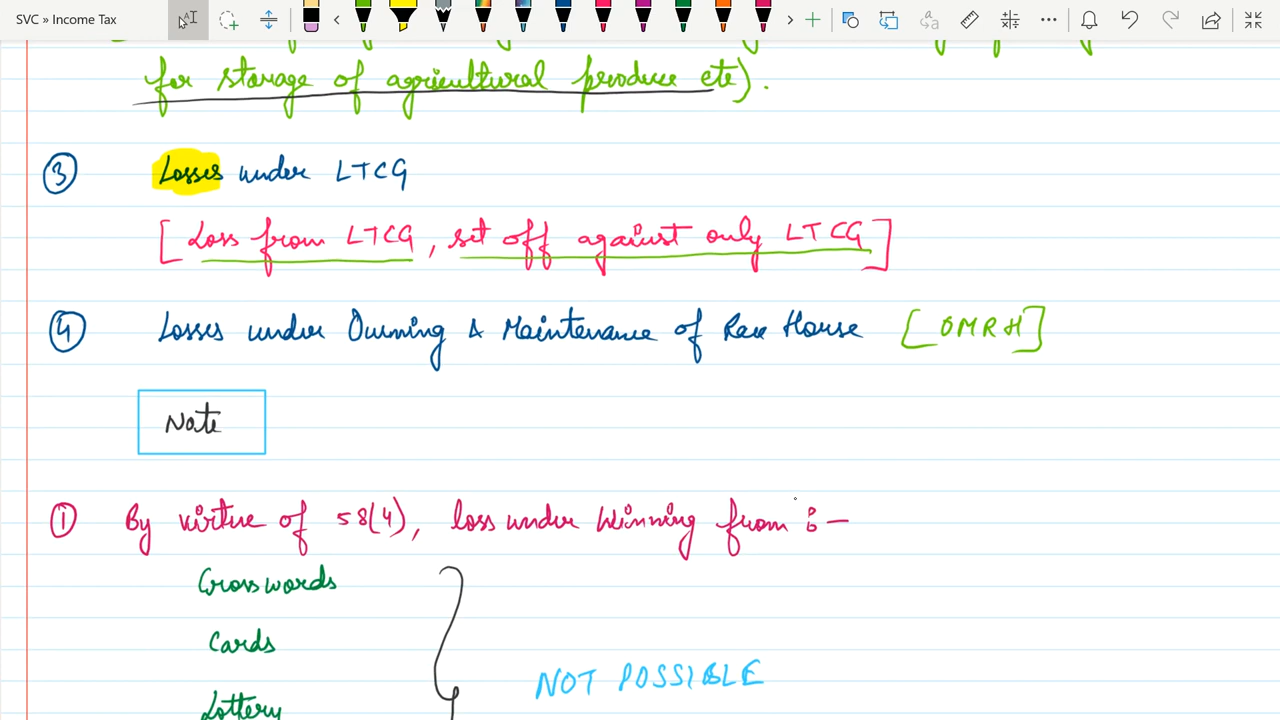 SVC » Income Tax
for storage of agricultural produce etc).
③ Losses under LTCG
[ Loss from LTCG, set off against only LTCG ]
④ Losses under Owning & Maintenance of Race House [ OMRH ]
Note
① By virtue of 58(4), loss under Winning from :-
Crosswords
Cards
NOT POSSIBLE
Lottery